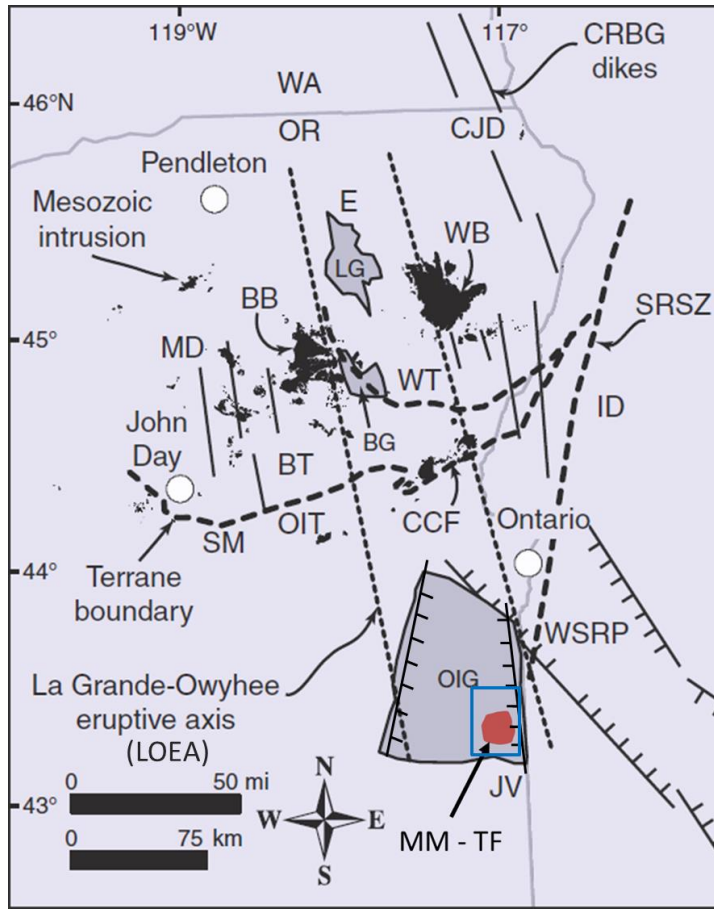 119°W
117°
CRBG
dikes
46°N
WA
OR
CJD
Pendleton
E
Mesozoic
intrusion
WB
LG
BB
SRSZ
45°
MD
WT
ID
John
Day
BG
BT
CCF
Ontario
OIT
SM
44°
Terrane
boundary
WSRP
La Grande-Owyhee
eruptive axis
(LOEA)
OIG
0
50 mi
N
JV
43°
W
E
0
75 km
MM - TF
S